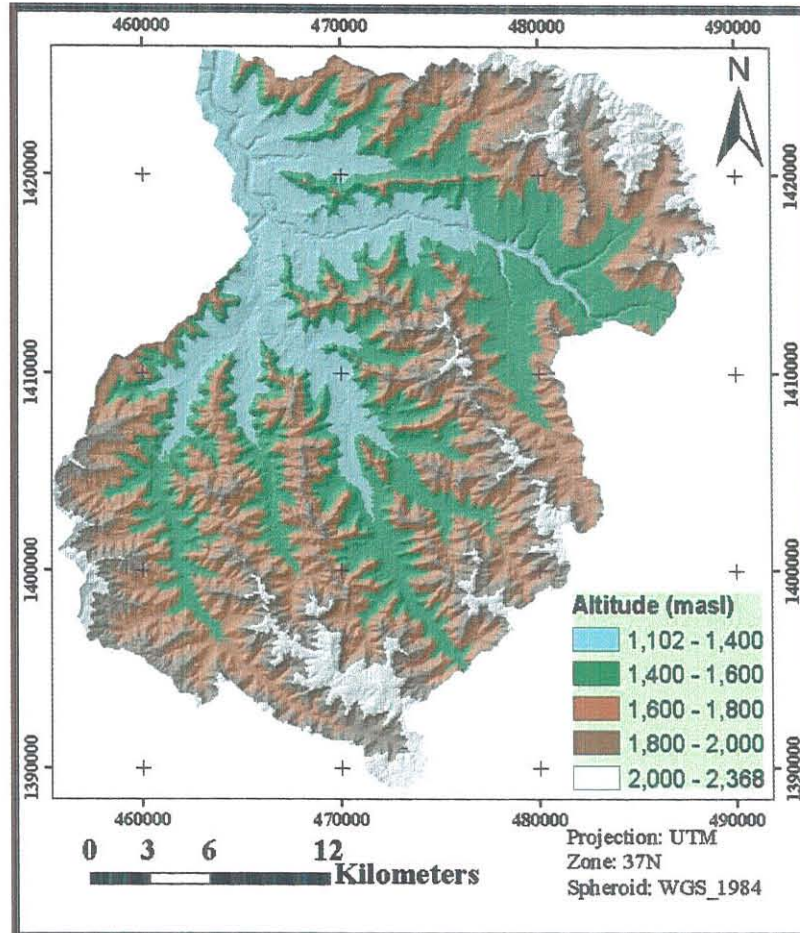 460000 470000 480000 490000
N
1420000 1420000
1410000 1410000
1400000 1400000
Altitude (masl)
1,102 - 1,400
1,400 - 1,600
1,600 - 1,800
1,800 - 2,000
2,000 - 2,368
1390000 1390000
460000 470000 480000 490000
0 3 6 12
Kilometers
Projection: UTM
Zone: 37N
Spheroid: WGS_1984